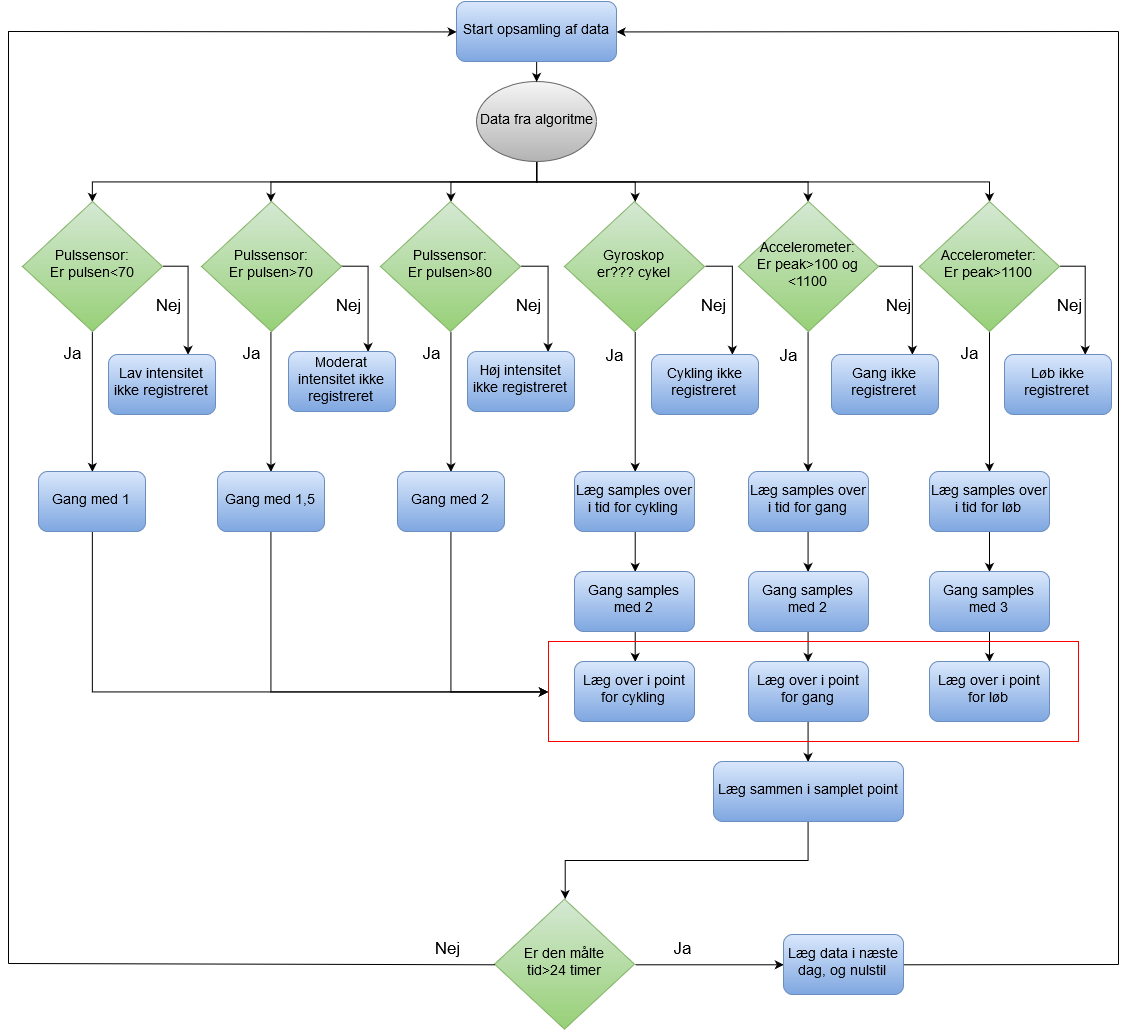 Start opsamling af data
Data fra algoritme
Pulssensor:
Er pulsen<70
Pulssensor:
Er pulsen>70
Pulssensor:
Er pulsen>80
Gyroskop
er??? cykel
Accelerometer:
Er peak>100 og
<1100
Accelerometer:
Er peak>1100
Nej
Nej
Nej
Nej
Nej
Nej
Ja
Ja
Ja
Ja
Ja
Ja
Lav intensitet
ikke registreret
Moderat
intensitet ikke
registreret
Høj intensitet
ikke registreret
Cykling ikke
registreret
Gang ikke
registreret
Løb ikke
registreret
Gang med 1
Gang med 1,5
Gang med 2
Læg samples over
i tid for cykling
Læg samples over
i tid for gang
Læg samples over
i tid for løb
Gang samples
med 2
Gang samples
med 2
Gang samples
med 3
Læg over i point
for cykling
Læg over i point
for gang
Læg over i point
for løb
Læg sammen i samplet point
Nej
Er den målte
tid>24 timer
Ja
Læg data i næste
dag, og nulstil